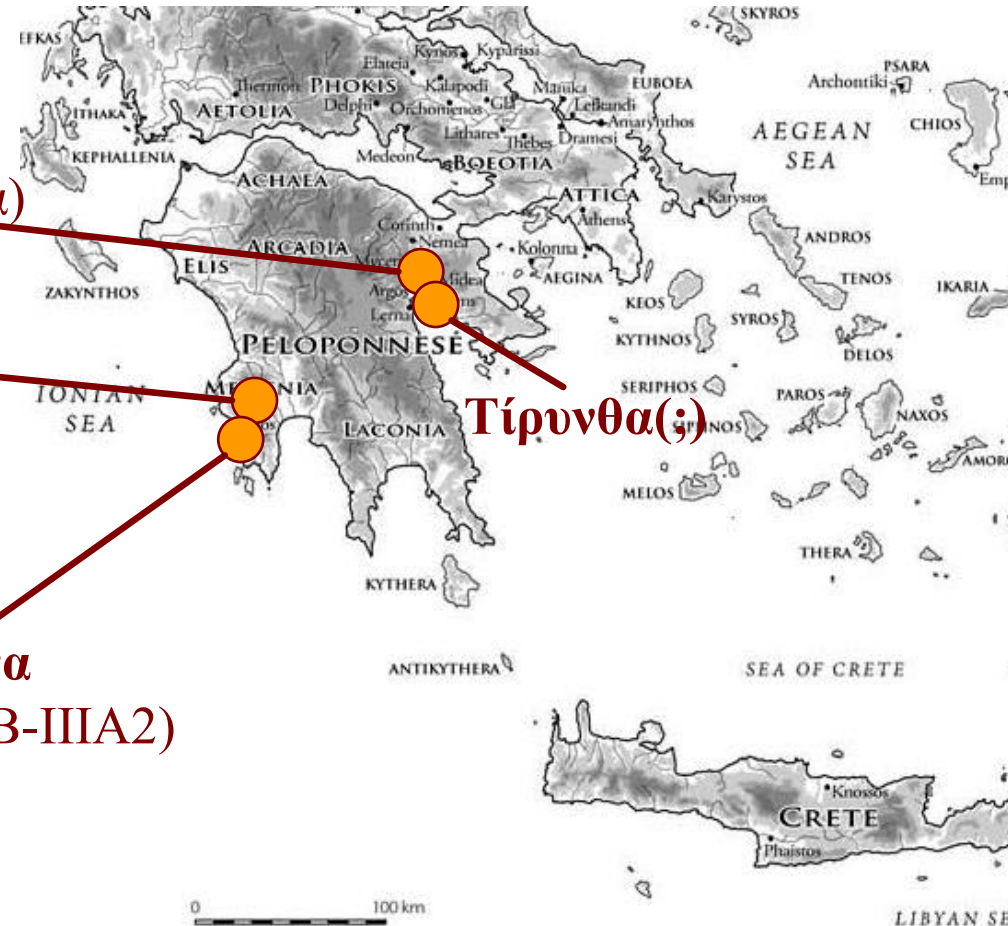 SKYROS
Kynos
Kyparissi
Elateia
PSARA
Archontiki
EUBOEA
Thermon
PHOKIS
Kalapodi
Manika
AETOLIA
Delphi
Orchomenos
Gla
Lefkandi
ITHAKA
Amarynthos
CHIOS
Lithares
Thebes
Dramesi
AEGEAN
SEA
KEPHALLENIA
Medeon
BOEOTIA
ACHAEA
ATTICA
Karystos
Athens
Corinth
ARCADIA
Nemea
Kolonna
ANDROS
ELIS
AEGINA
TENOS
ZAKYNTHOS
Argos
KEOS
IKARIA
Lerna
SYROS
KYTHNOS
PELOPONNESE
DELOS
SERIPHOS
PAROS
IONIAN
SEA
NAXOS
LACONIA
Τίρυνθα(;)
MELOS
THERA
KYTHERA
ANTIKYTHERA
SEA OF CRETE
B-IIIA2)
Knossos
CRETE
Phaistos
0
100 km
LIBYAN